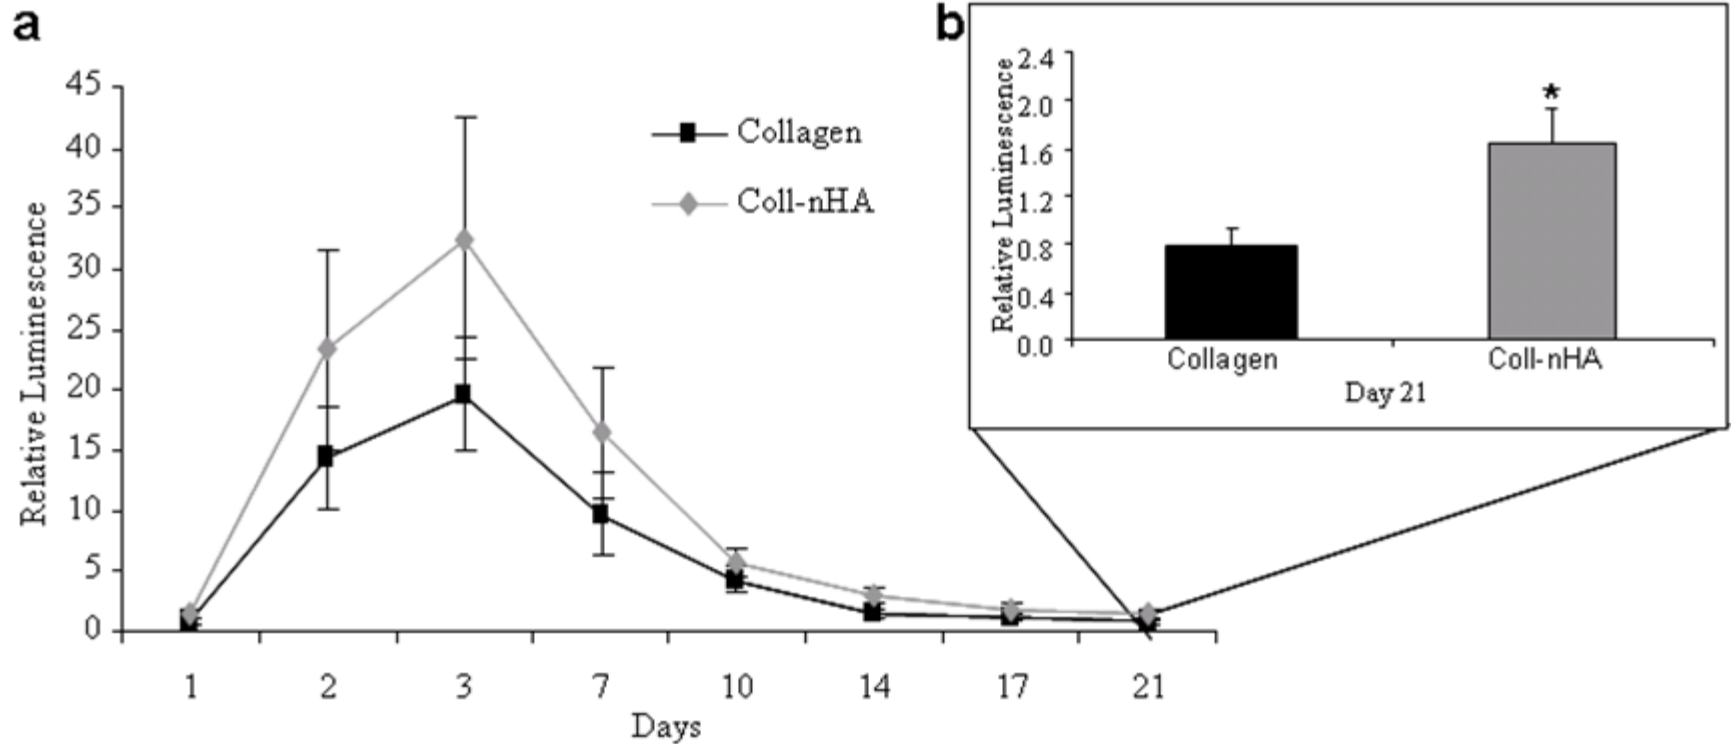 a
45
40
35
30
25
20
15
10
5
0
Relative Luminescence
Collagen
Coll-nHA
1 2 3 7 10 14 17 21
Days
b
2.4
2.0
1.6
1.2
0.8
0.4
0.0
Relative Luminescence
*
Collagen Coll-nHA
Day 21